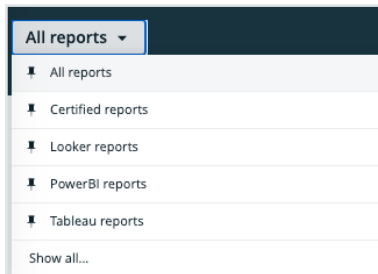 All reports
All reports
Certified reports
Looker reports
PowerBI reports
Tableau reports
Show all...